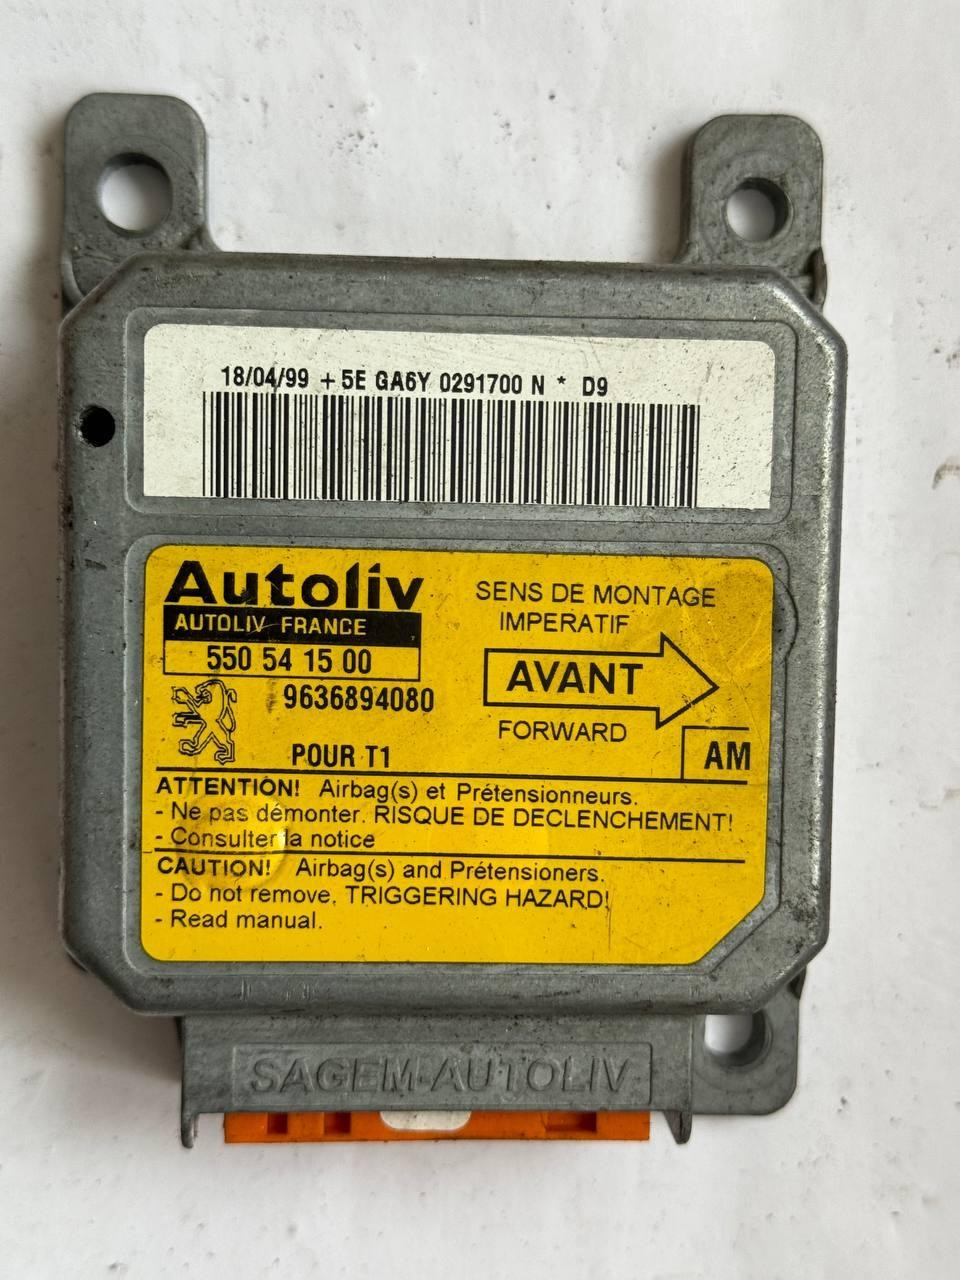 18/04/99 +5E GA6Y 0291700 N * D9
Autoliv
AUTOLIV FRANCE
550 54 15 00
9636894080
POUR T1
SENS DE MONTAGE
IMPERATIF
AVANT
FORWARD
AM
ATTENTION! Airbag(s) et Prétensionneurs.
- Ne pas démonter. RISQUE DE DECLENCHEMENT!
- Consulter la notice
CAUTION! Airbag(s) and Prétensioners.
- Do not remove, TRIGGERING HAZARD!
- Read manual.
SAGEM-AUTOLIV